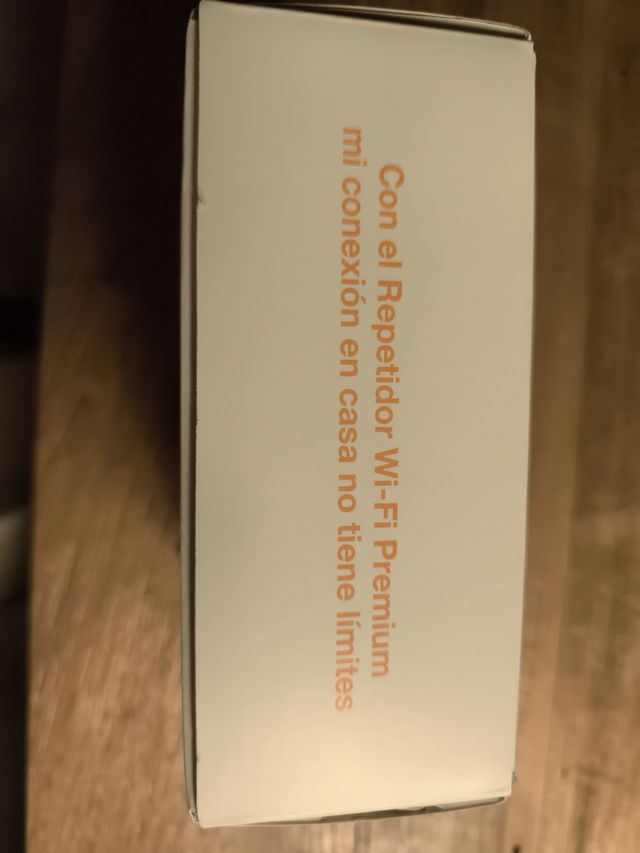 Con el Repetidor Wi-Fi Premium
mi conexión en casa no tiene límites